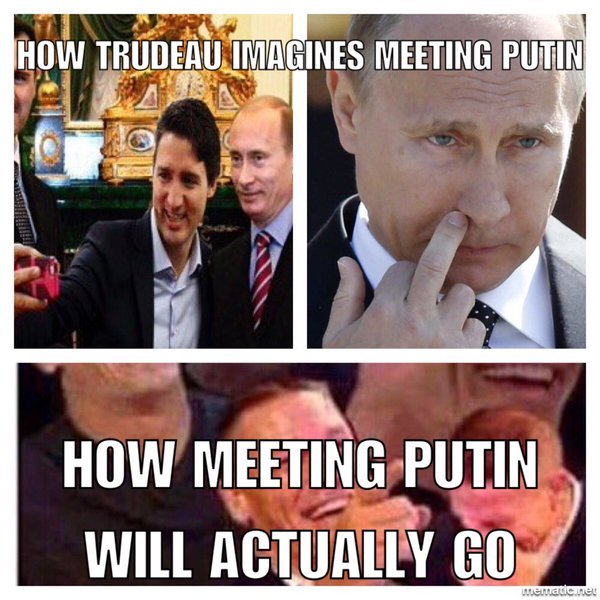 HOW TRUDEAU IMAGINES MEETING PUTIN
HOW MEETING PUTIN
WILL ACTUALLY GO
mematic.net